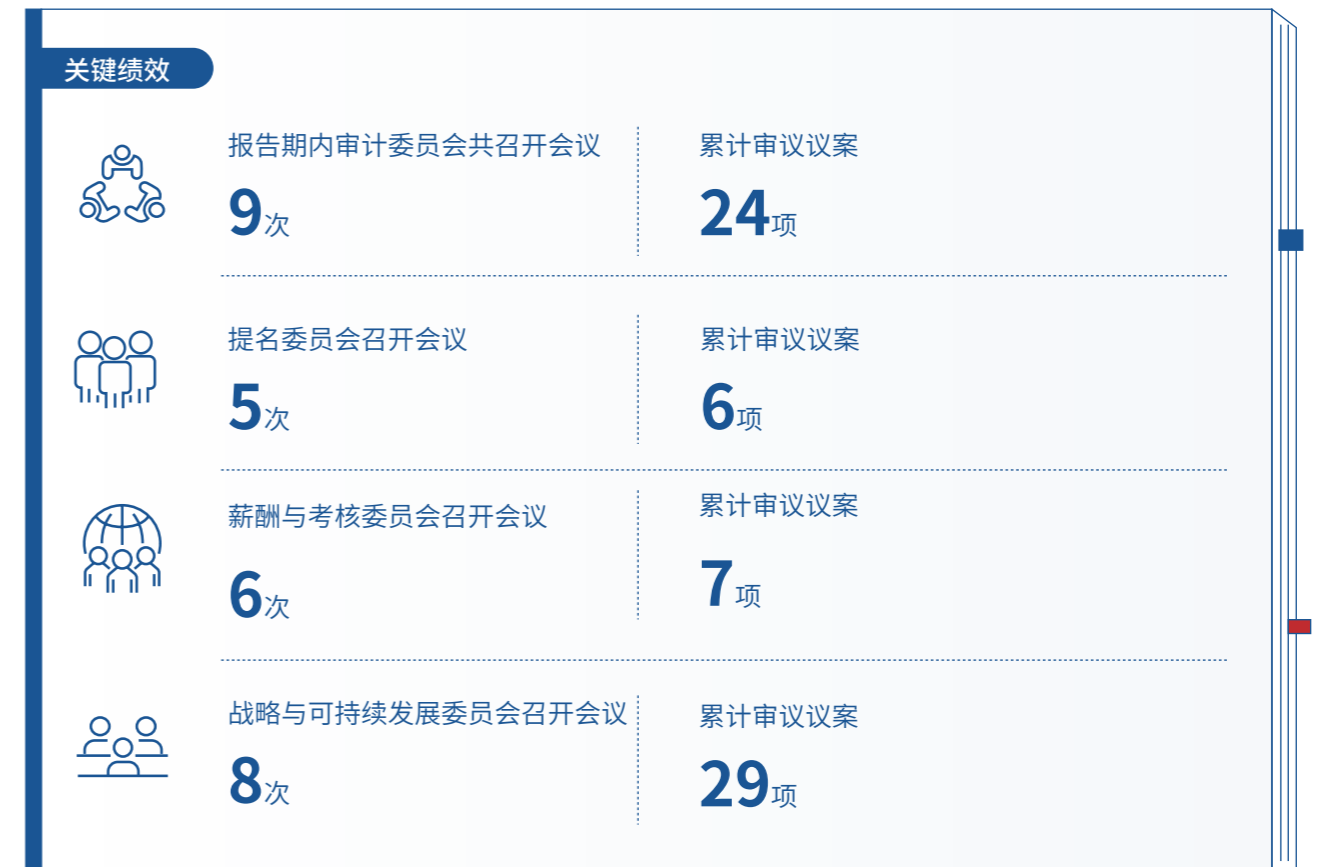 关键绩效
报告期内审计委员会共召开会议
累计审议议案
9次
24项
提名委员会召开会议
累计审议议案
5次
6项
薪酬与考核委员会召开会议
累计审议议案
6次
7项
战略与可持续发展委员会召开会议
累计审议议案
8次
29项